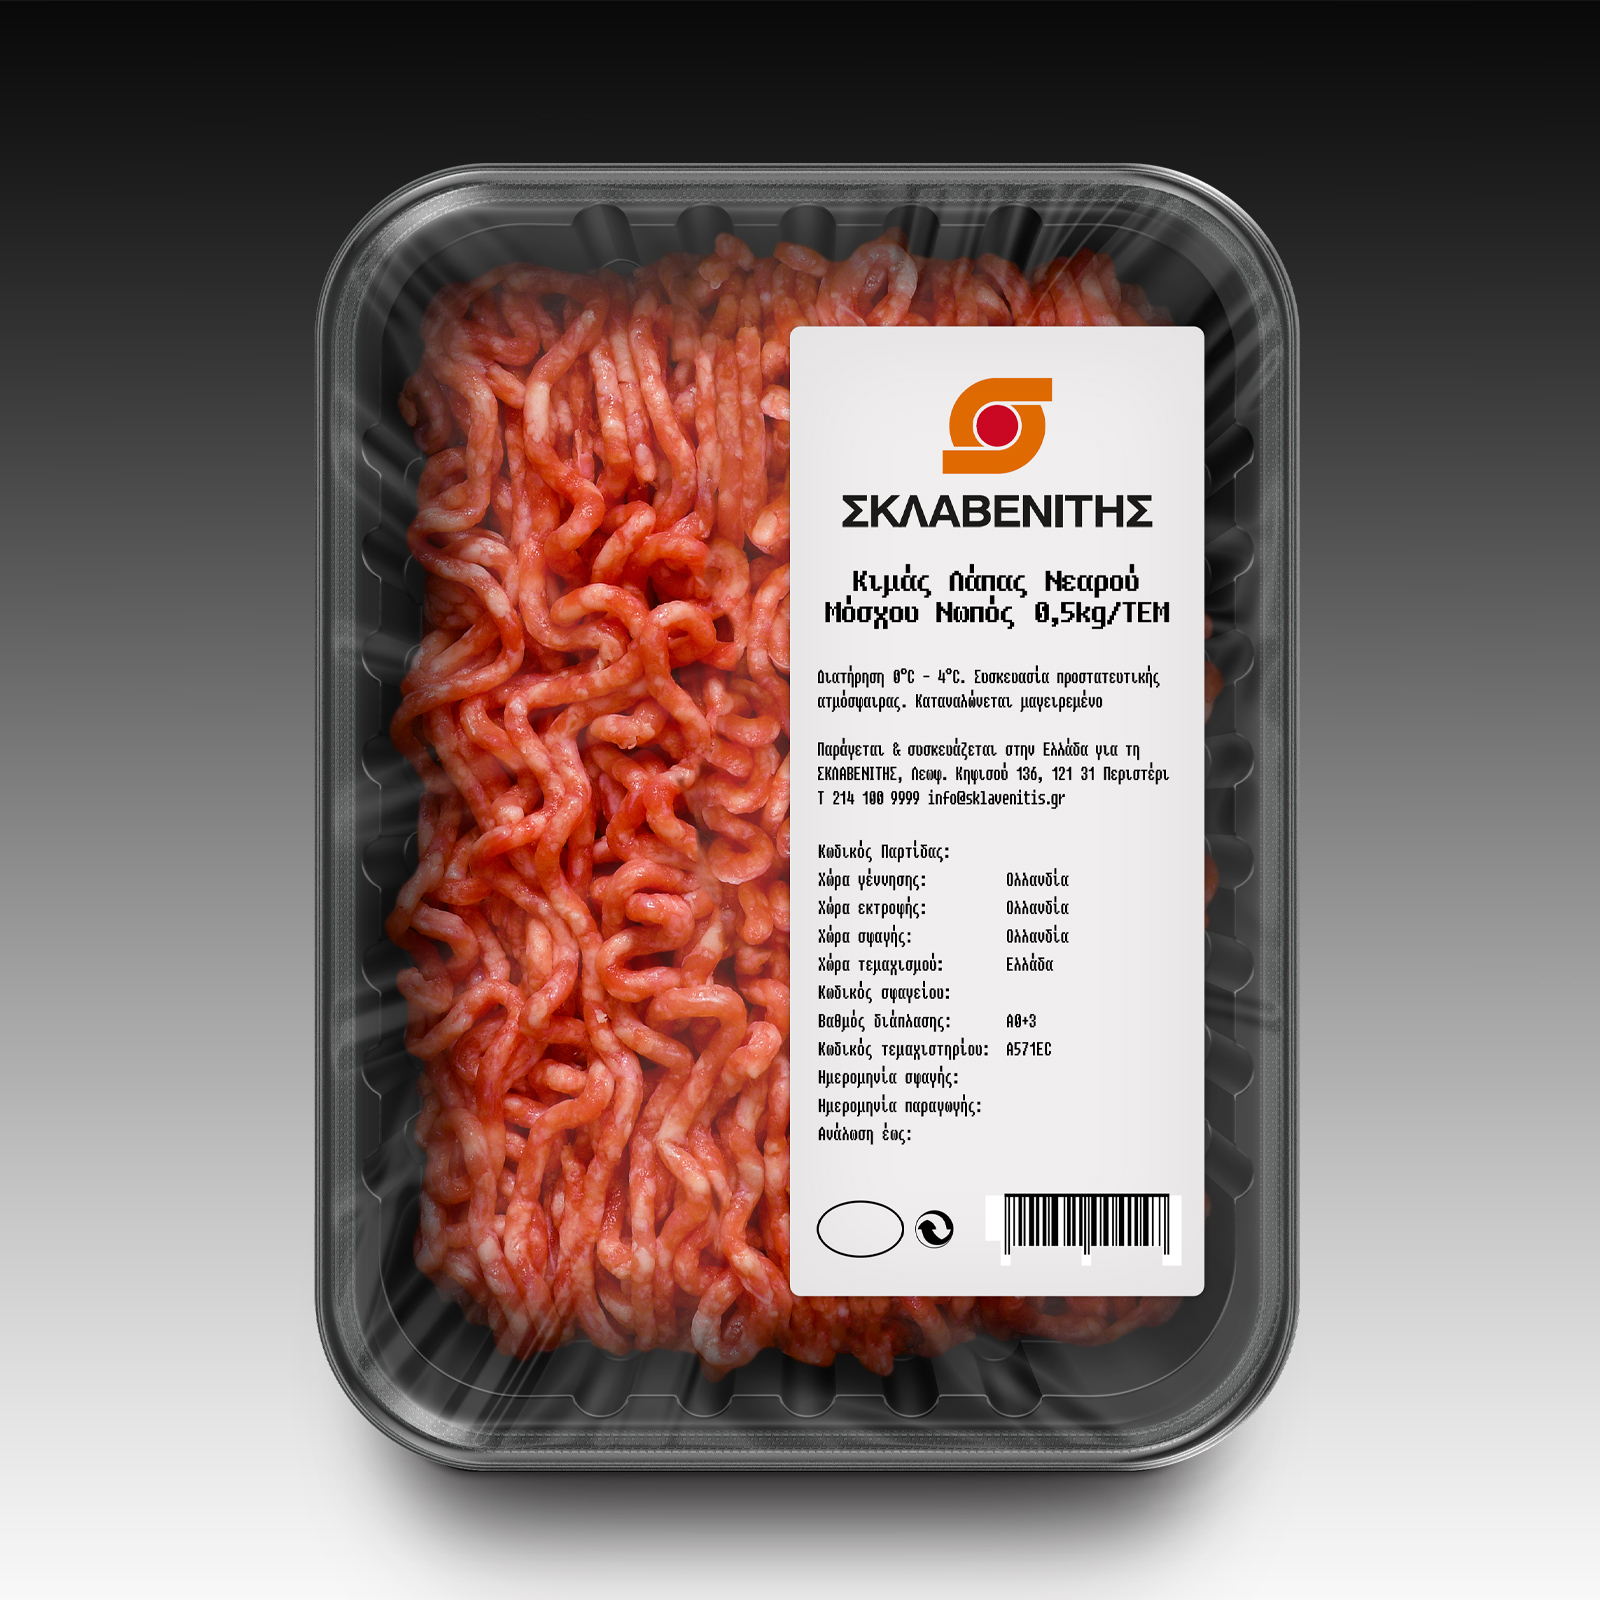 ΣΚΛΑΒΕΝΙΤΗΣ
Κιμάς Λάπας Νεαρού
Μόσχου Νωπός 0,5kg/ΤΕΜ
Διατήρηση 0°C - 4°C. Συσκευασία προστατευτικής
ατμόσφαιρας. Καταναλώνεται μαγειρεμένο
Παράγεται & συσκευάζεται στην Ελλάδα για τη
ΣΚΛΑΒΕΝΙΤΗΣ, Λεωφ. Κηφισού 136, 121 31 Περιστέρι
Τ 214 100 9999 info@sklavenitis.gr
Κωδικός Παρτίδας:
Χώρα γέννησης: Ολλανδία
Χώρα εκτροφής: Ολλανδία
Χώρα σφαγής: Ολλανδία
Χώρα τεμαχισμού: Ελλάδα
Κωδικός σφαγείου:
Βαθμός διάπλασης: Α0+3
Κωδικός τεμαχιστηρίου: A571EC
Ημερομηνία σφαγής:
Ημερομηνία παραγωγής:
Ανάλωση έως: